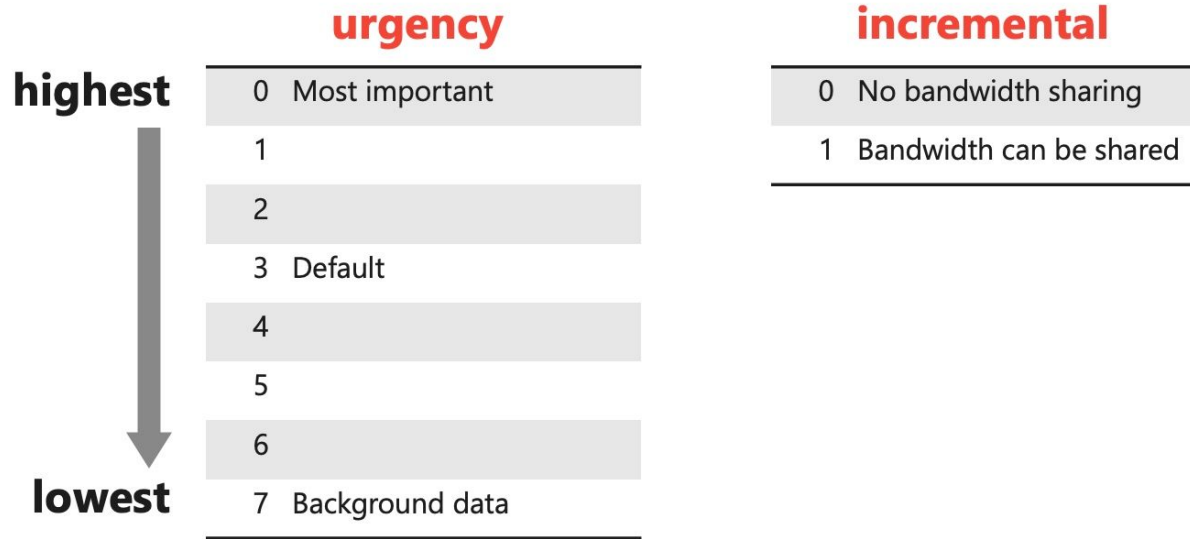 urgency
highest
0 Most important
1
2
3 Default
4
5
6
lowest
7 Background data
incremental
0 No bandwidth sharing
1 Bandwidth can be shared